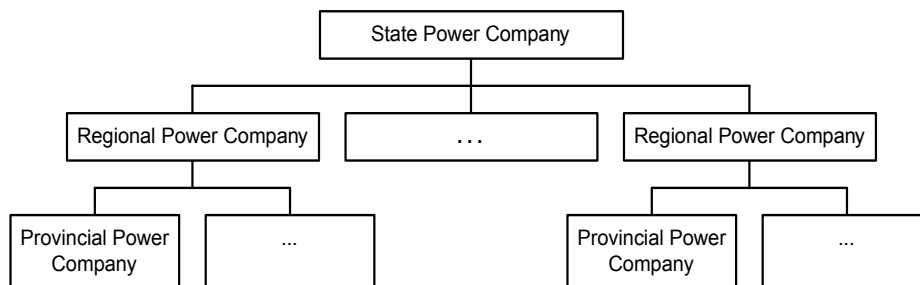 State Power Company
Regional Power Company
...
Regional Power Company
Provincial Power
Company
...
Provincial Power
Company
...